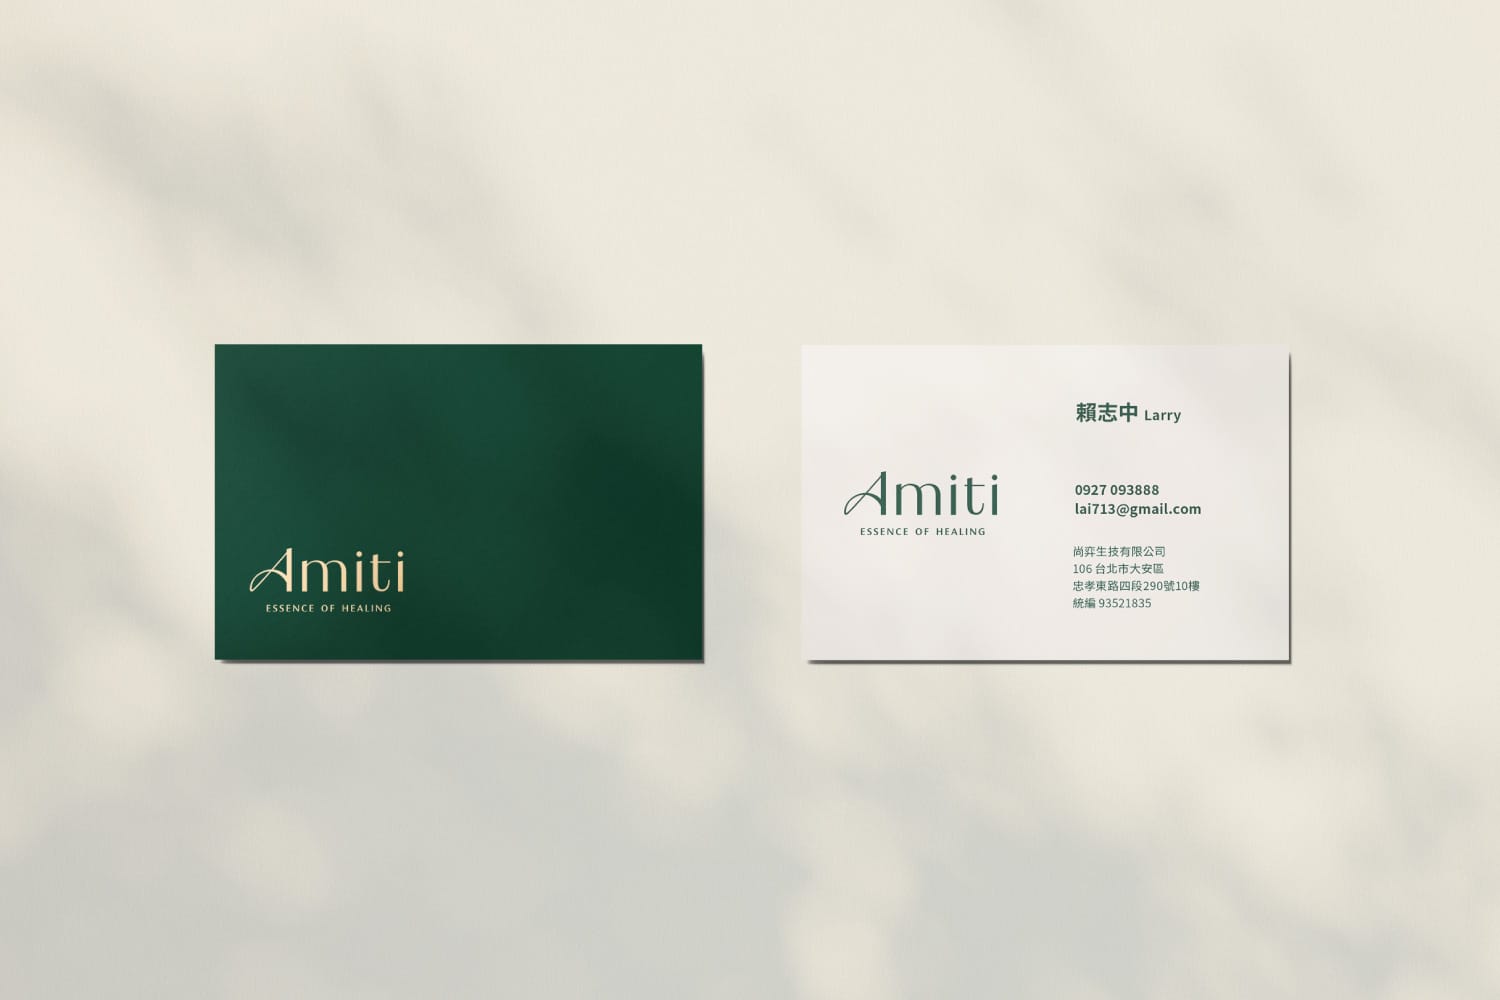 Amiti
ESSENCE OF HEALING
賴志中 Larry
Amiti
ESSENCE OF HEALING
0927 093888
lai713@gmail.com
尚弈生技有限公司
106 台北市大安區
忠孝東路四段290號10樓
統編 93521835